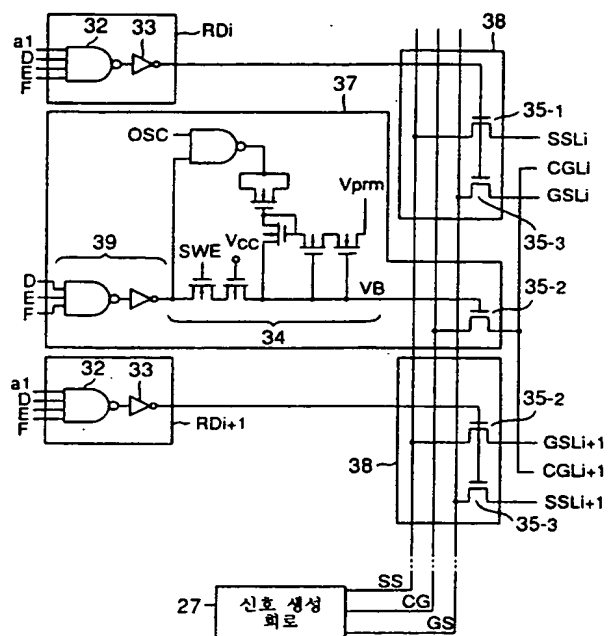 32
33
RDi
a1
D
E
F
38
35-1
SSLi
CGLi
GSLi
35-3
37
OSC
Vprm
39
SWE
VCC
D
E
F
34
VB
35-2
32
33
a1
D
E
F
RDi+1
38
35-2
GSLi+1
CGLi+1
SSLi+1
35-3
27
신호 생성
회로
SS
CG
GS